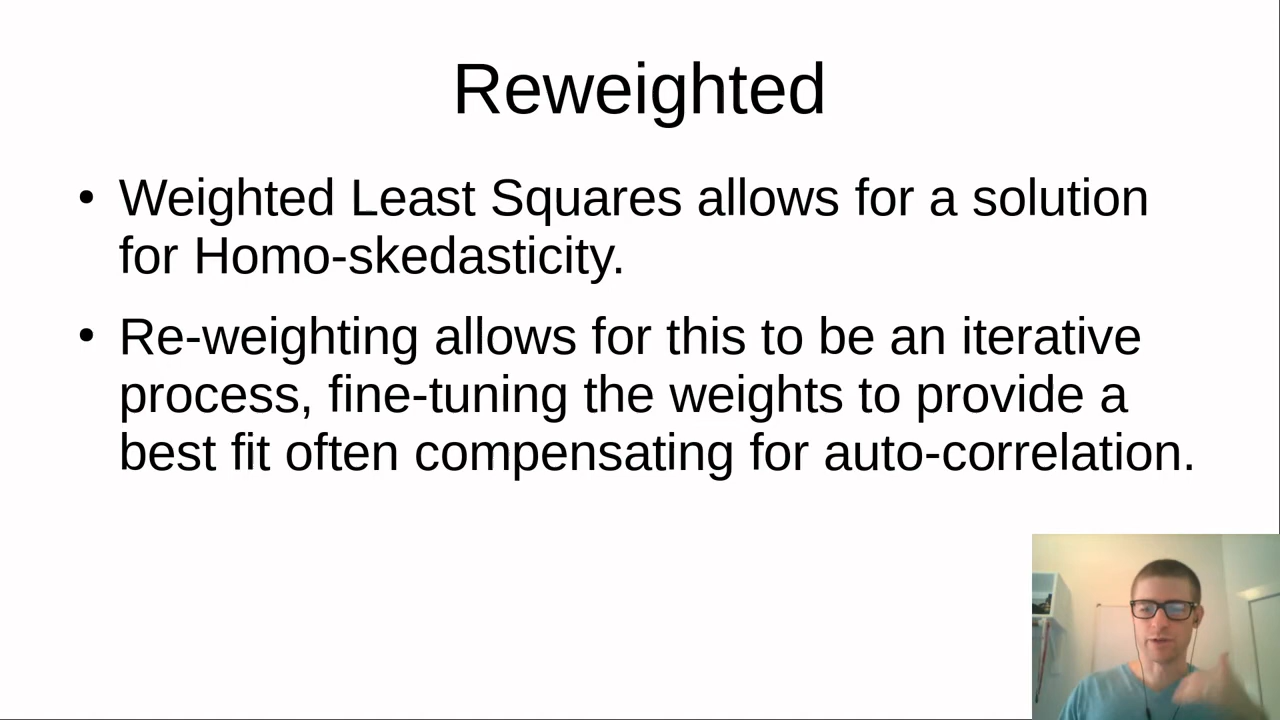 Reweighted
• Weighted Least Squares allows for a solution
for Homo-skedasticity.
• Re-weighting allows for this to be an iterative
process, fine-tuning the weights to provide a
best fit often compensating for auto-correlation.